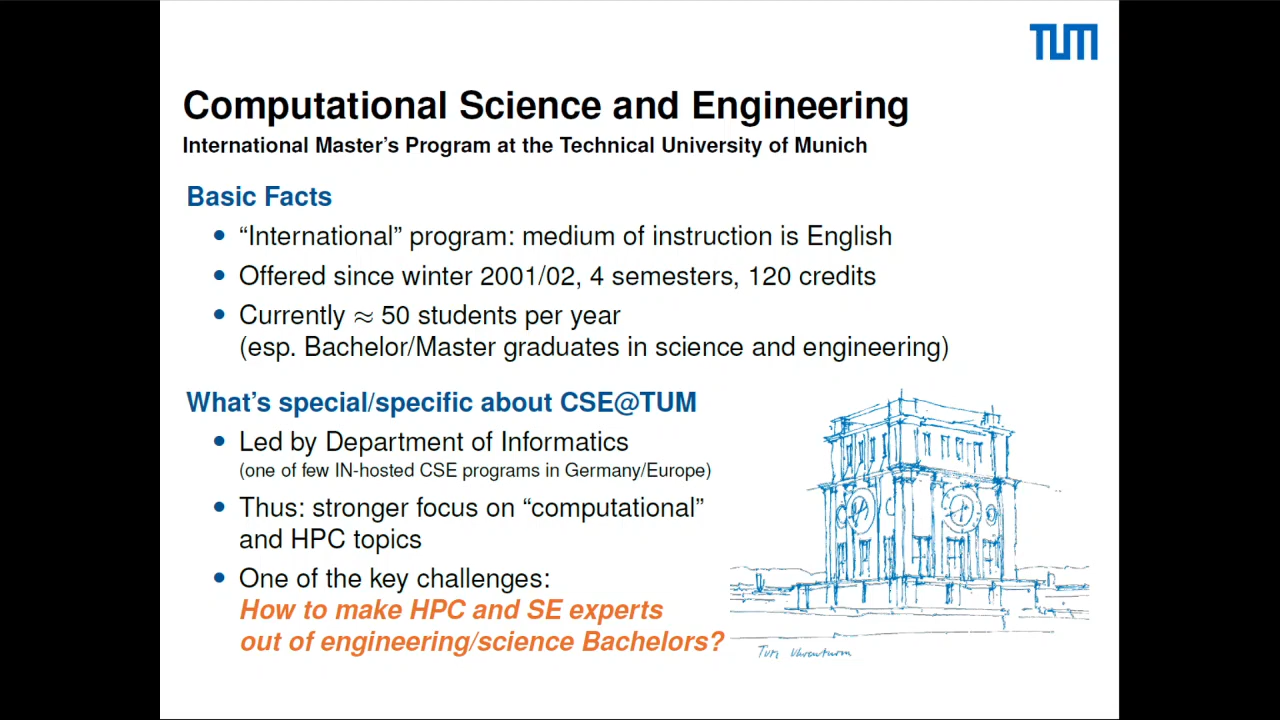 TUM
Computational Science and Engineering
International Master’s Program at the Technical University of Munich
Basic Facts
• “International” program: medium of instruction is English
• Offered since winter 2001/02, 4 semesters, 120 credits
• Currently ≈ 50 students per year
(esp. Bachelor/Master graduates in science and engineering)
What’s special/specific about CSE@TUM
• Led by Department of Informatics
(one of few IN-hosted CSE programs in Germany/Europe)
• Thus: stronger focus on “computational”
and HPC topics
• One of the key challenges:
How to make HPC and SE experts
out of engineering/science Bachelors?
TUM Uhrenturm